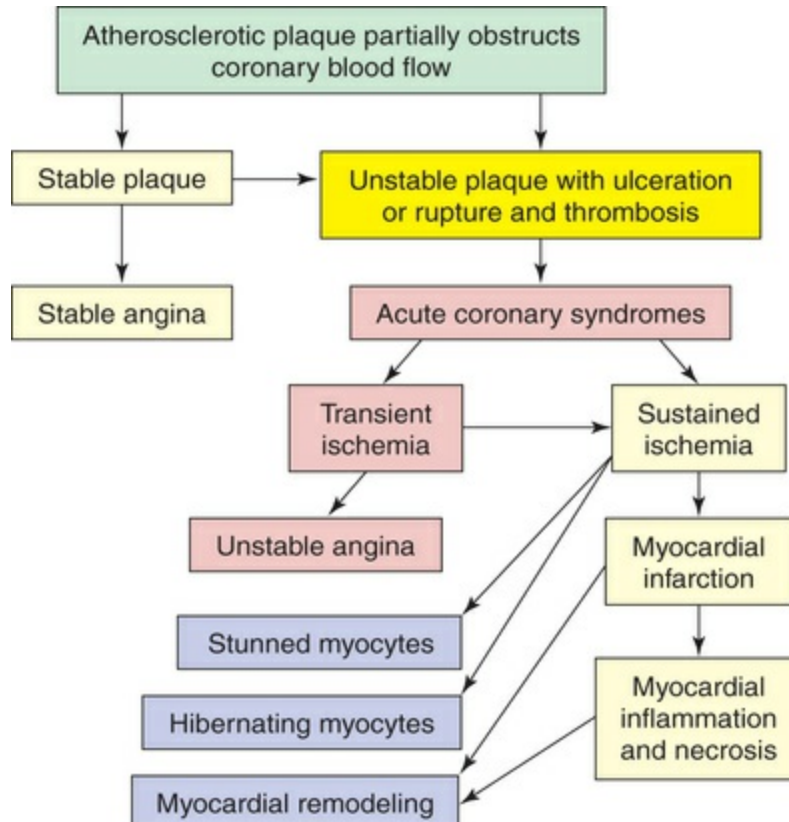 Atherosclerotic plaque partially obstructs
coronary blood flow
Stable plaque
Unstable plaque with ulceration
or rupture and thrombosis
Stable angina
Acute coronary syndromes
Transient
ischemia
Sustained
ischemia
Unstable angina
Myocardial
infarction
Stunned myocytes
Hibernating myocytes
Myocardial
inflammation
and necrosis
Myocardial remodeling